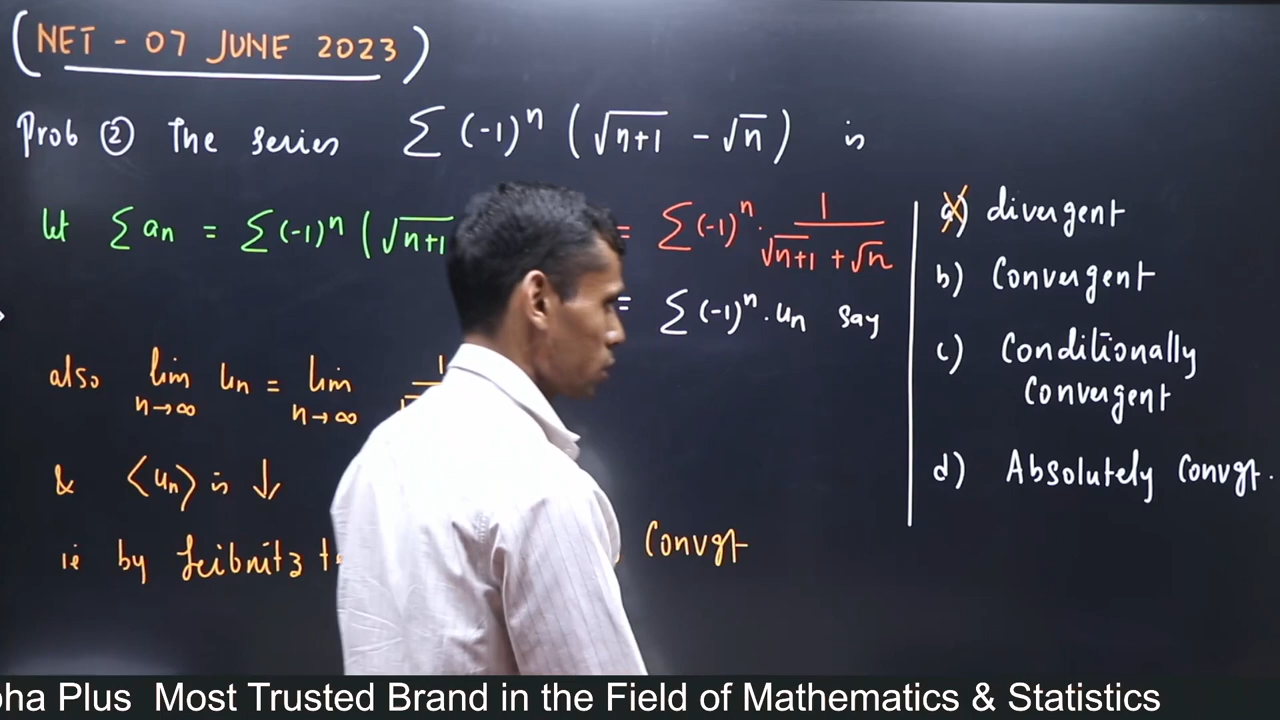 (NET - 07 JUNE 2023)
Prob ② The series ∑ (-1)^n (√n+1 - √n) is
let ∑ an = ∑(-1)^n (√n+1 = ∑(-1)^n · 1/(√n+1 + √n)
= ∑(-1)^n · un say
also lim n→∞ un = lim n→∞ 1
& <un> is ↓
ie by Leibnitz Convgt
a) divergent
b) Convergent
c) Conditionally
Convergent
d) Absolutely Convgt.
Plus Most Trusted Brand in the Field of Mathematics & Statistics